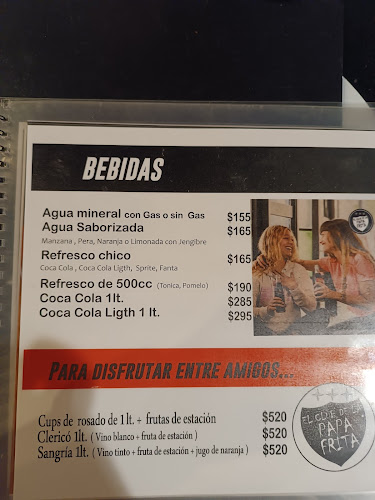 BEBIDAS
Agua mineral con Gas o sin Gas $155
Agua Saborizada $165
Manzana , Pera, Naranja o Limonada con Jengibre
Refresco chico $165
Coca Cola , Coca Cola Ligth, Sprite, Fanta
Refresco de 500cc (Tonica, Pomelo) $190
Coca Cola 1lt. $285
Coca Cola Ligth 1 lt. $295
PARA DISFRUTAR ENTRE AMIGOS...
Cups de rosado de 1lt. + frutas de estación $520
Clericó 1lt. ( Vino blanco + fruta de estación ) $520
Sangría 1lt. ( Vino tinto + fruta de estación + jugo de naranja ) $520
EL CLUB DE LA
PAPA
FRITA